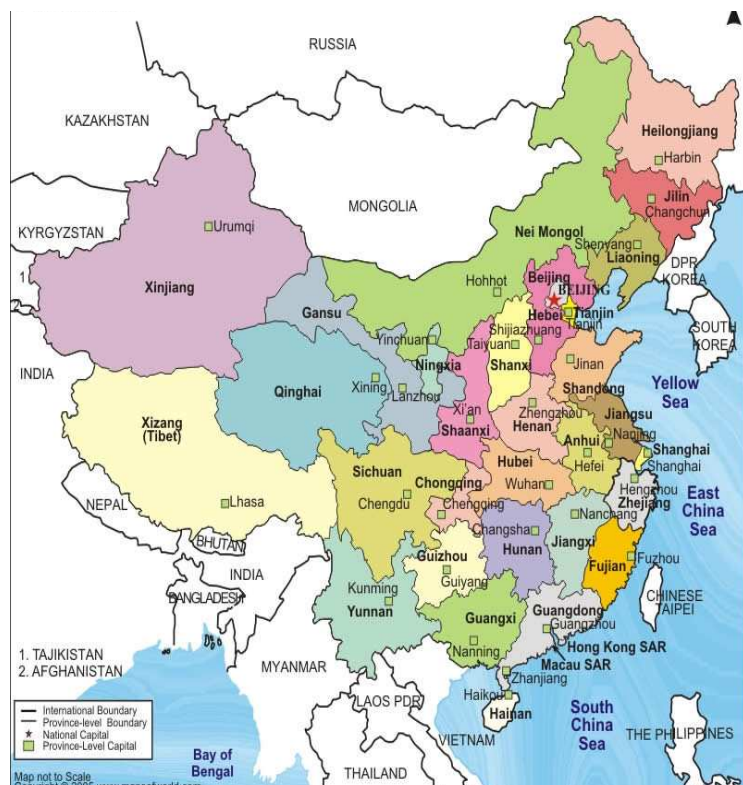 RUSSIA
KAZAKHSTAN
Heilongjiang
Harbin
MONGOLIA
Jilin
Changchun
KYRGYZSTAN
Urumqi
Nei Mongol
Shenyang
Liaoning
DPR
KOREA
1
2
Xinjiang
Hohhot
Beijing
BEIJING
Gansu
Hebei
Tianjin
Tianjin
SOUTH
KOREA
Yinchuan
Shijiazhuang
Taiyuan
INDIA
Ningxia
Shanxi
Jinan
Qinghai
Xining
Lanzhou
Shandong
Yellow
Sea
Xizang
(Tibet)
Xi'an
Shaanxi
Zhengzhou
Henan
Jiangsu
Anhui
Nanjing
Hefei
Shanghai
Shanghai
Sichuan
Chengdu
Chongqing
Chengqing
Hubei
Wuhan
Hengzhou
Zhejiang
East
China
Sea
NEPAL
Lhasa
BHUTAN
Changsha
Hunan
Nanchang
Jiangxi
Guizhou
Guiyang
Fujian
Fuzhou
INDIA
BANGLADESH
Kunming
Yunnan
Guangxi
Nanning
Guangdong
Guangzhou
CHINESE
TAIPEI
Hong Kong SAR
Macau SAR
1. TAJIKISTAN
2. AFGHANISTAN
MYANMAR
Zhanjiang
Haikou
Hainan
LAOS PDR
VIETNAM
South
China
Sea
THE PHILIPPINES
International Boundary
Province-level Boundary
National Capital
Province-Level Capital
Bay of
Bengal
THAILAND
Map not to Scale